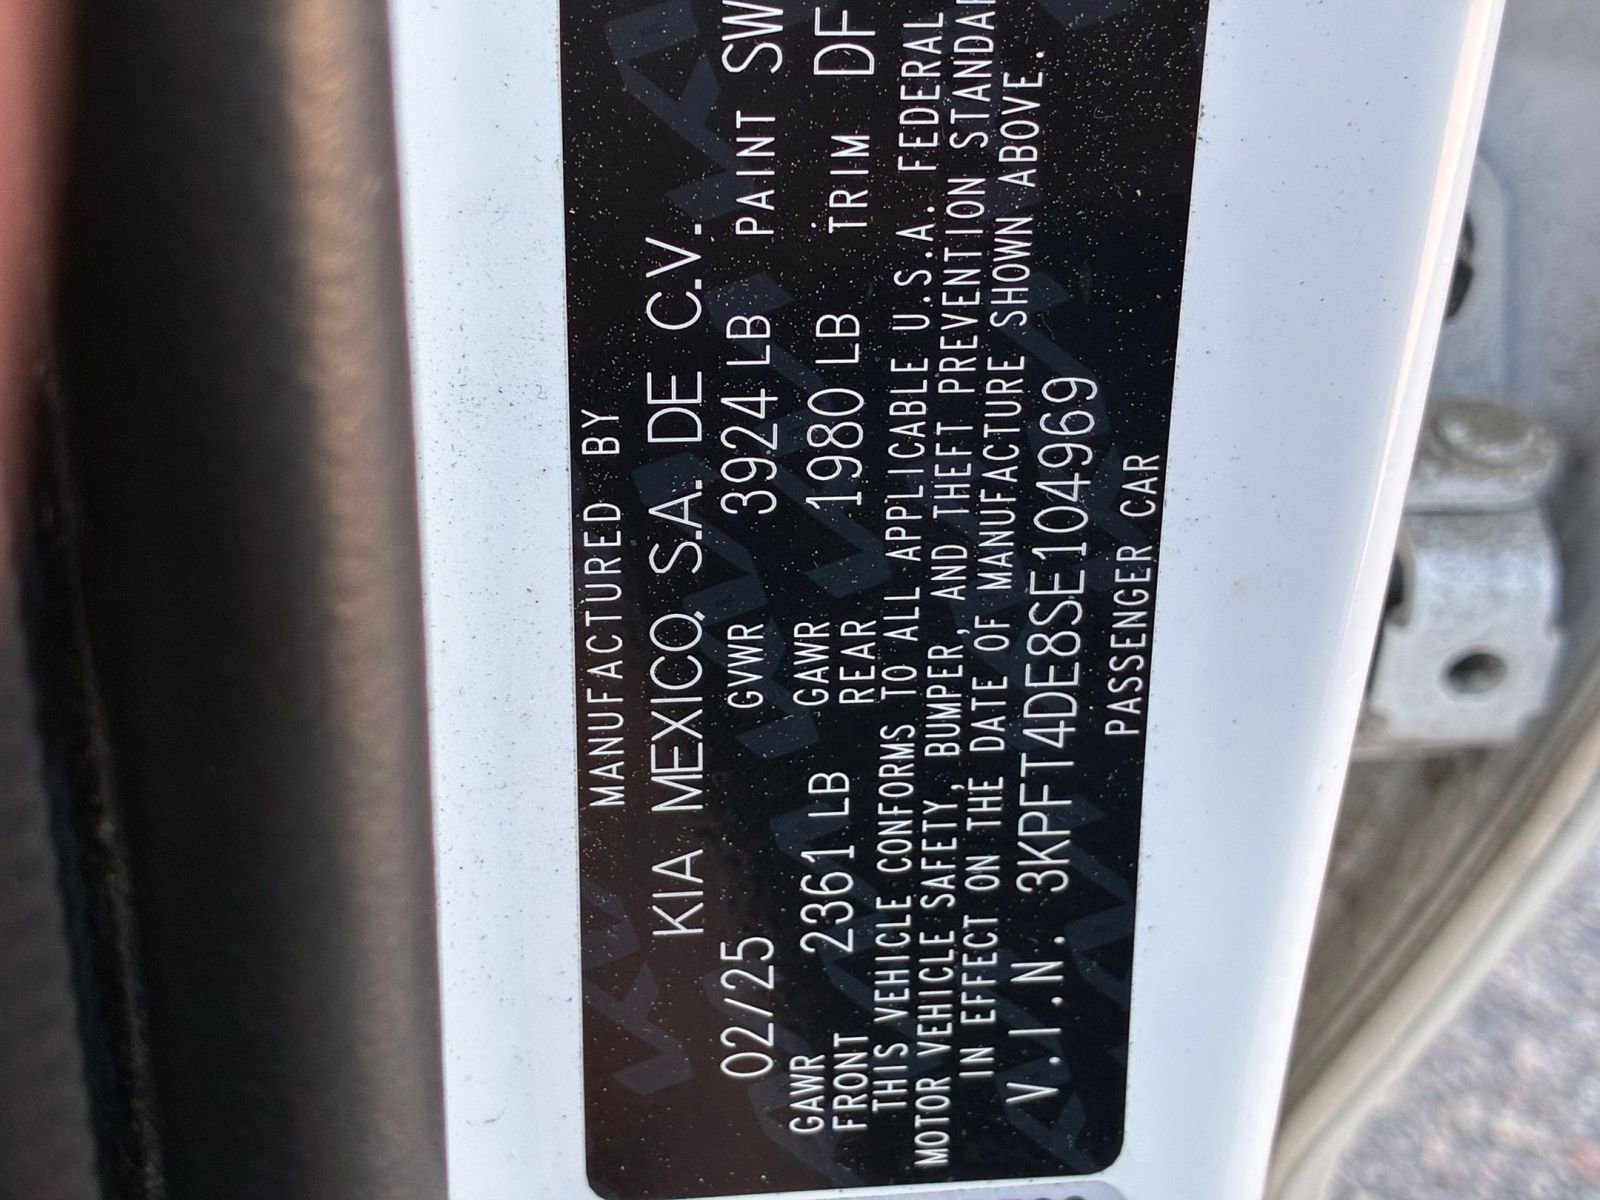 MANUFACTURED BY
KIA MEXICO, S.A. DE C.V.
02/25 GVWR 3924 LB PAINT SW
GAWR FRONT 2361 LB GAWR REAR 1980 LB TRIM DF
THIS VEHICLE CONFORMS TO ALL APPLICABLE U.S.A. FEDERAL
MOTOR VEHICLE SAFETY, BUMPER, AND THEFT PREVENTION
IN EFFECT ON THE DATE OF MANUFACTURE SHOWN ABOVE.
V.I.N. 3KPFT4DE8SE104969
PASSENGER CAR